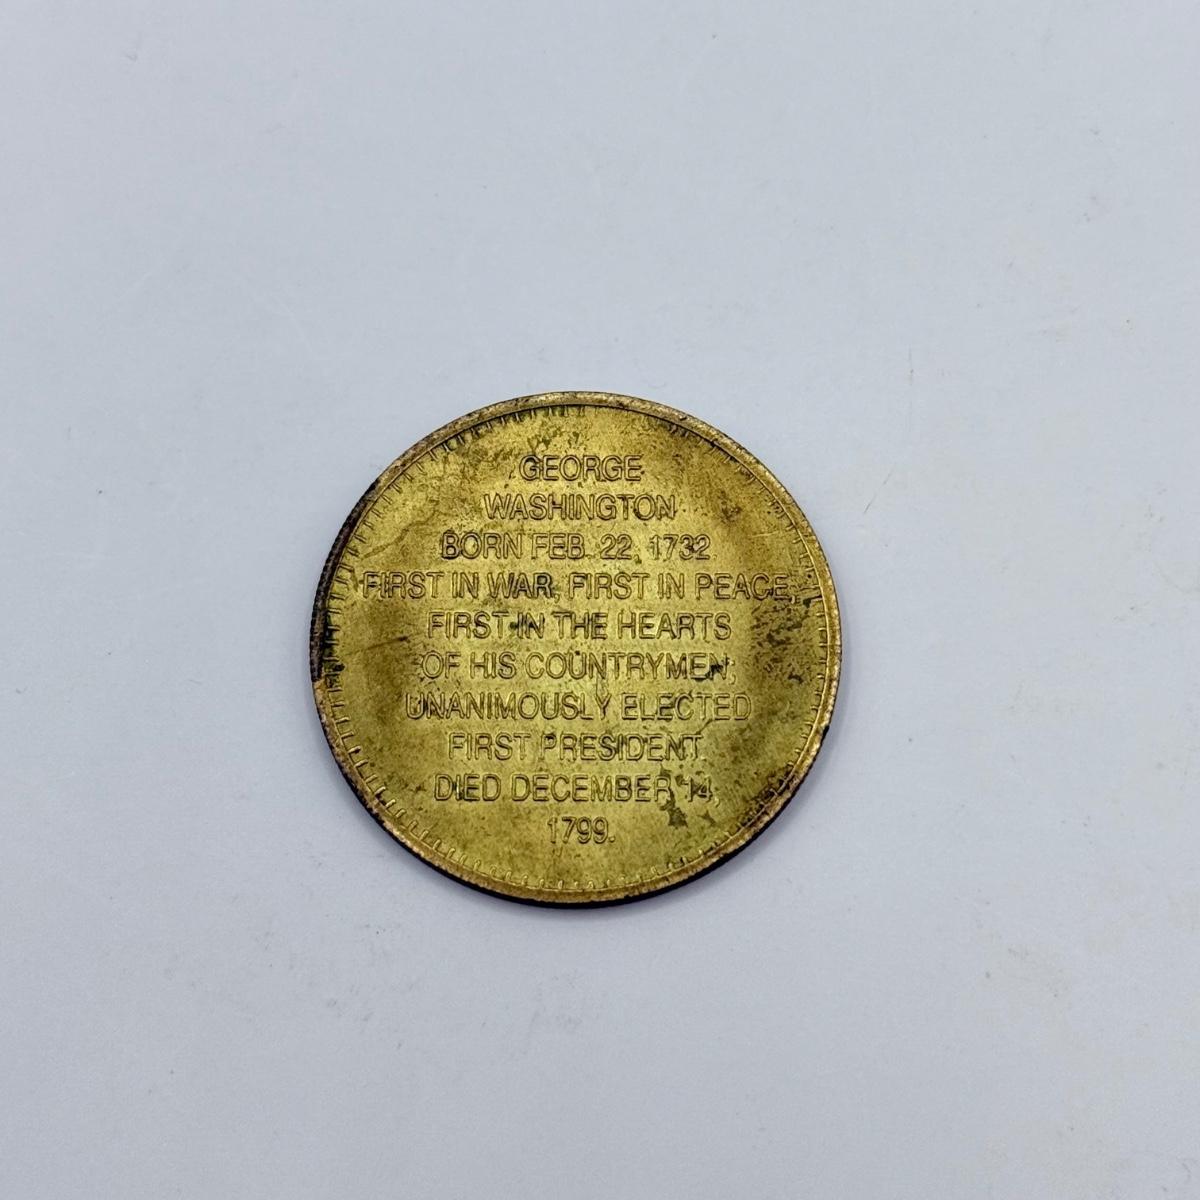 GEORGE
WASHINGTON
BORN FEB. 22, 1732
FIRST IN WAR, FIRST IN PEACE,
FIRST IN THE HEARTS
OF HIS COUNTRYMEN,
UNANIMOUSLY ELECTED
FIRST PRESIDENT.
DIED DECEMBER 14,
1799.